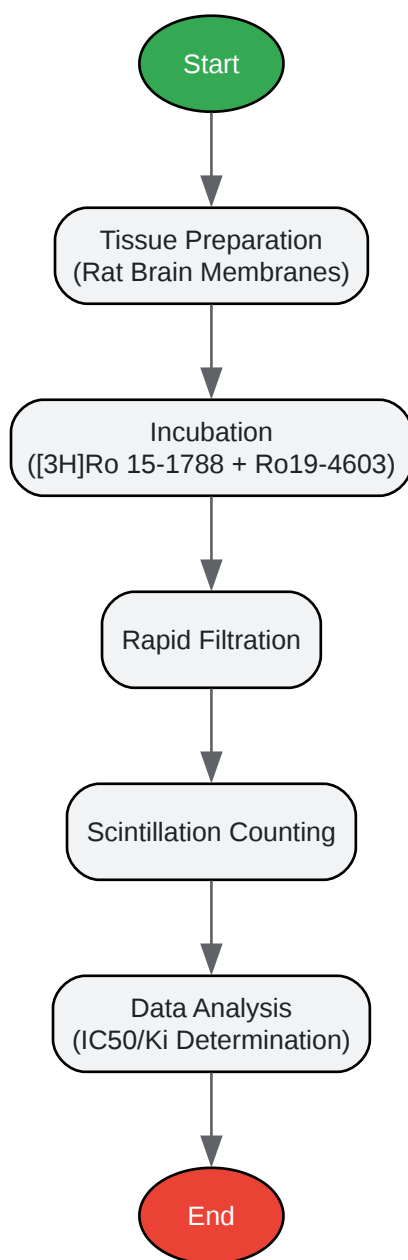 Start
Tissue Preparation
(Rat Brain Membranes)
Incubation
([3H]Ro 15-1788 + Ro19-4603)
Rapid Filtration
Scintillation Counting
Data Analysis
(IC50/Ki Determination)
End